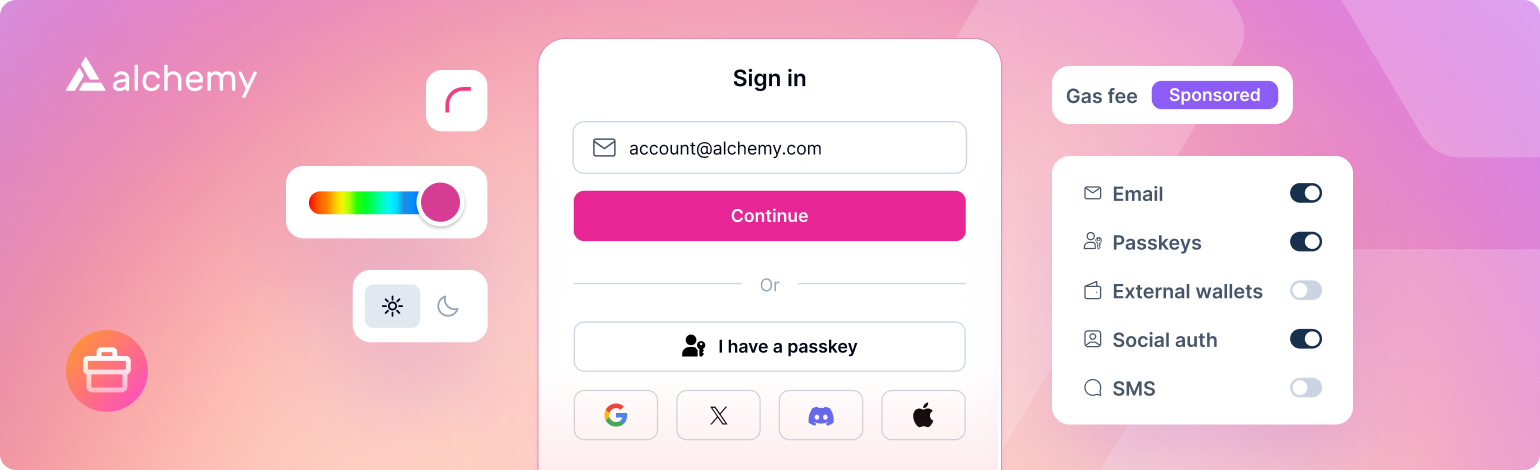 alchemy
Sign in
account@alchemy.com
Continue
Or
I have a passkey
Gas fee Sponsored
Email
Passkeys
External wallets
Social auth
SMS